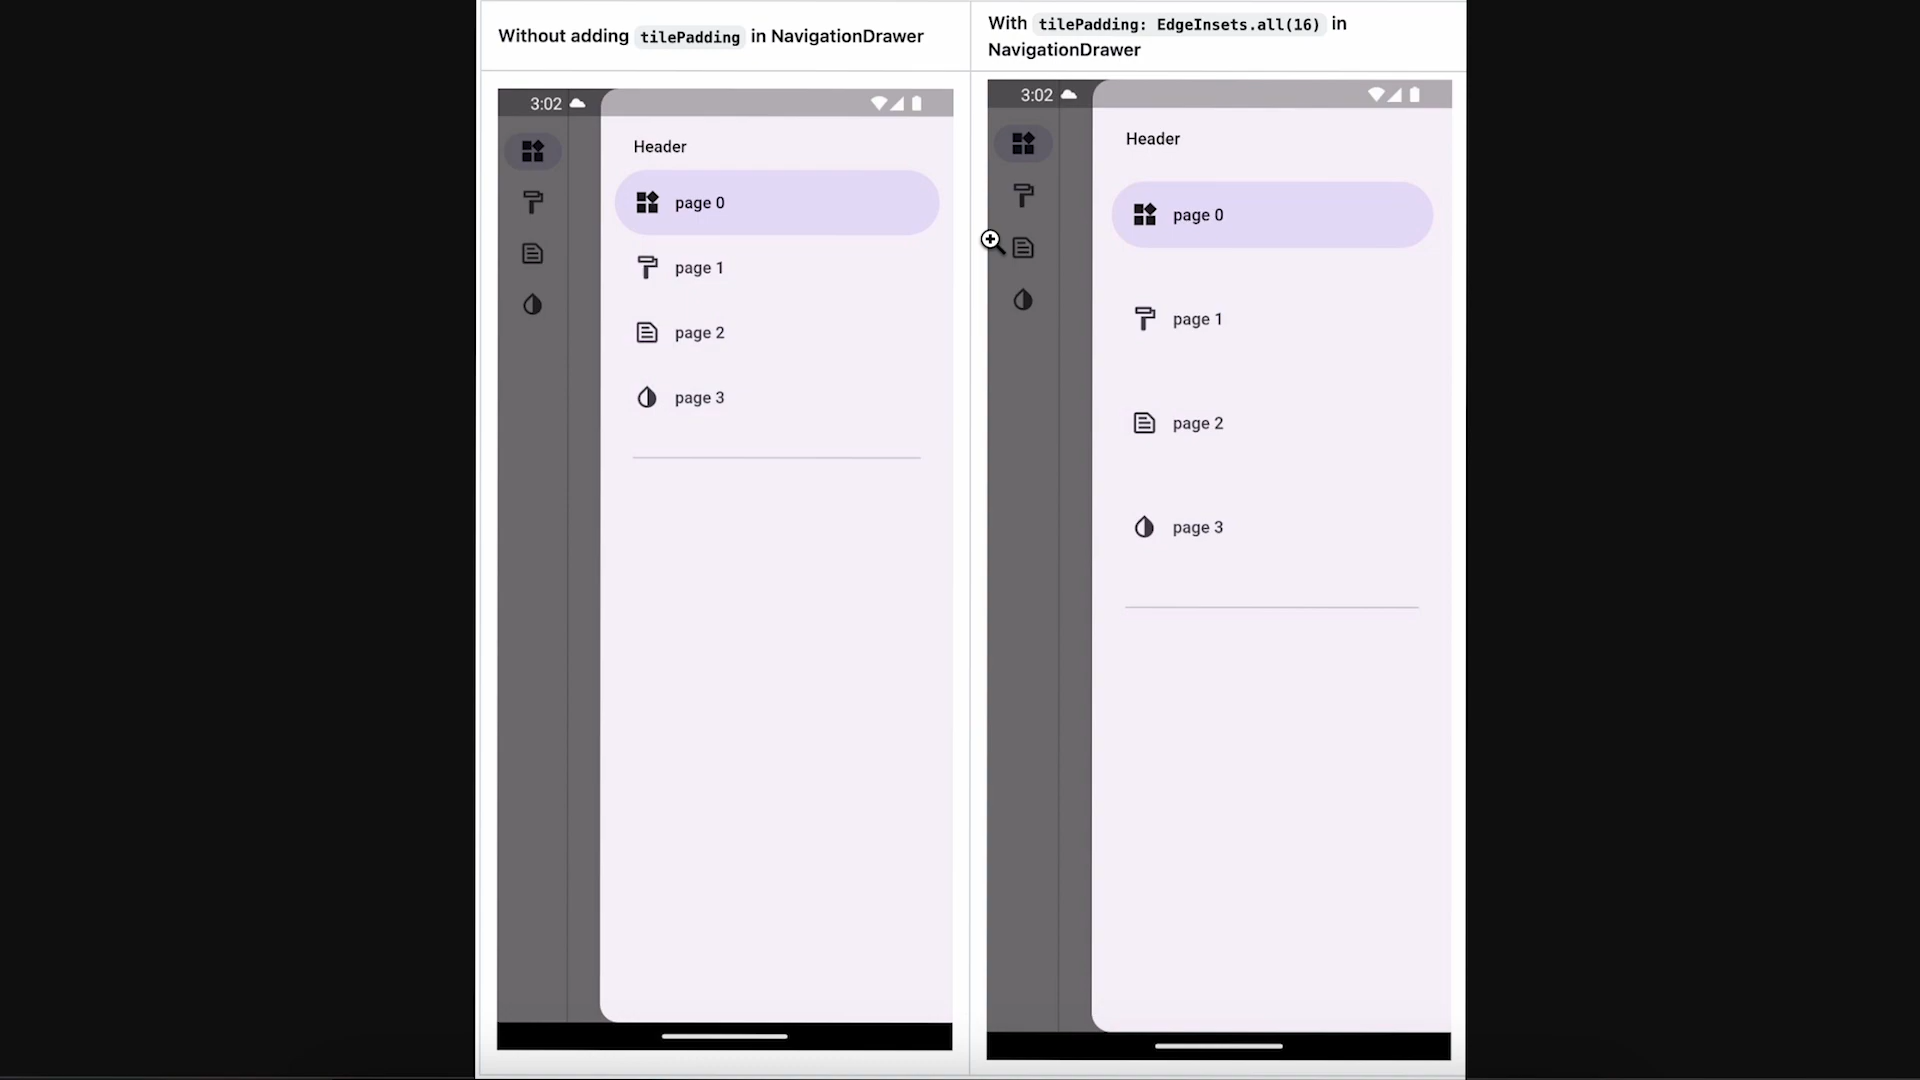 Without adding tilePadding in NavigationDrawer
With tilePadding: EdgeInsets.all(16) in
NavigationDrawer
3:02
Header
page 0
page 1
page 2
page 3
3:02
Header
page 0
page 1
page 2
page 3